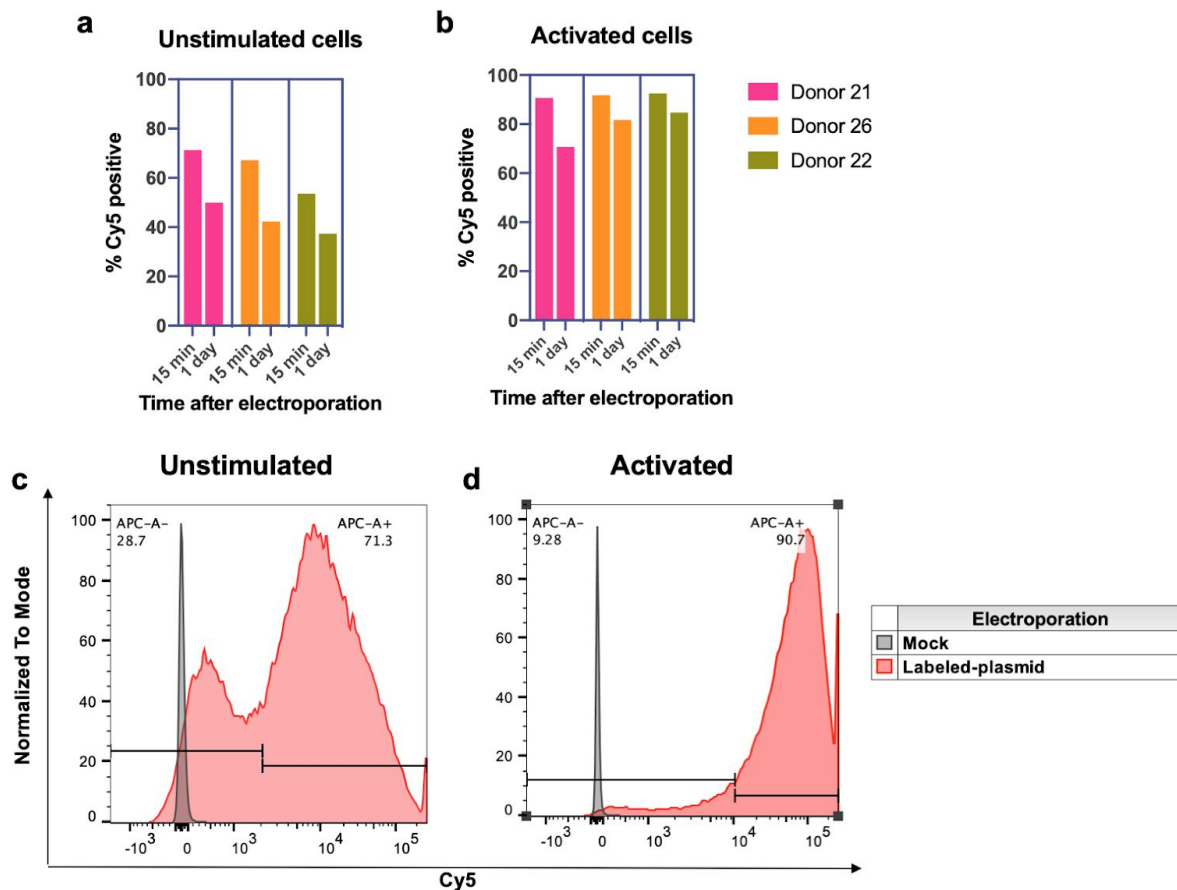 a
Unstimulated cells
100
80
60
40
20
0
% Cy5 positive
15 min
1 day
15 min
1 day
15 min
1 day
Time after electroporation
b
Activated cells
100
80
60
40
20
0
% Cy5 positive
15 min
1 day
15 min
1 day
15 min
1 day
Time after electroporation
Donor 21
Donor 26
Donor 22
c
Unstimulated
APC-A-
28.7
APC-A+
71.3
100
80
60
40
20
0
-10³
0
10³
10⁴
10⁵
Normalized To Mode
d
Activated
APC-A-
9.28
APC-A+
90.7
100
80
60
40
20
0
-10³
0
10³
10⁴
10⁵
Cy5
Electroporation
Mock
Labeled-plasmid